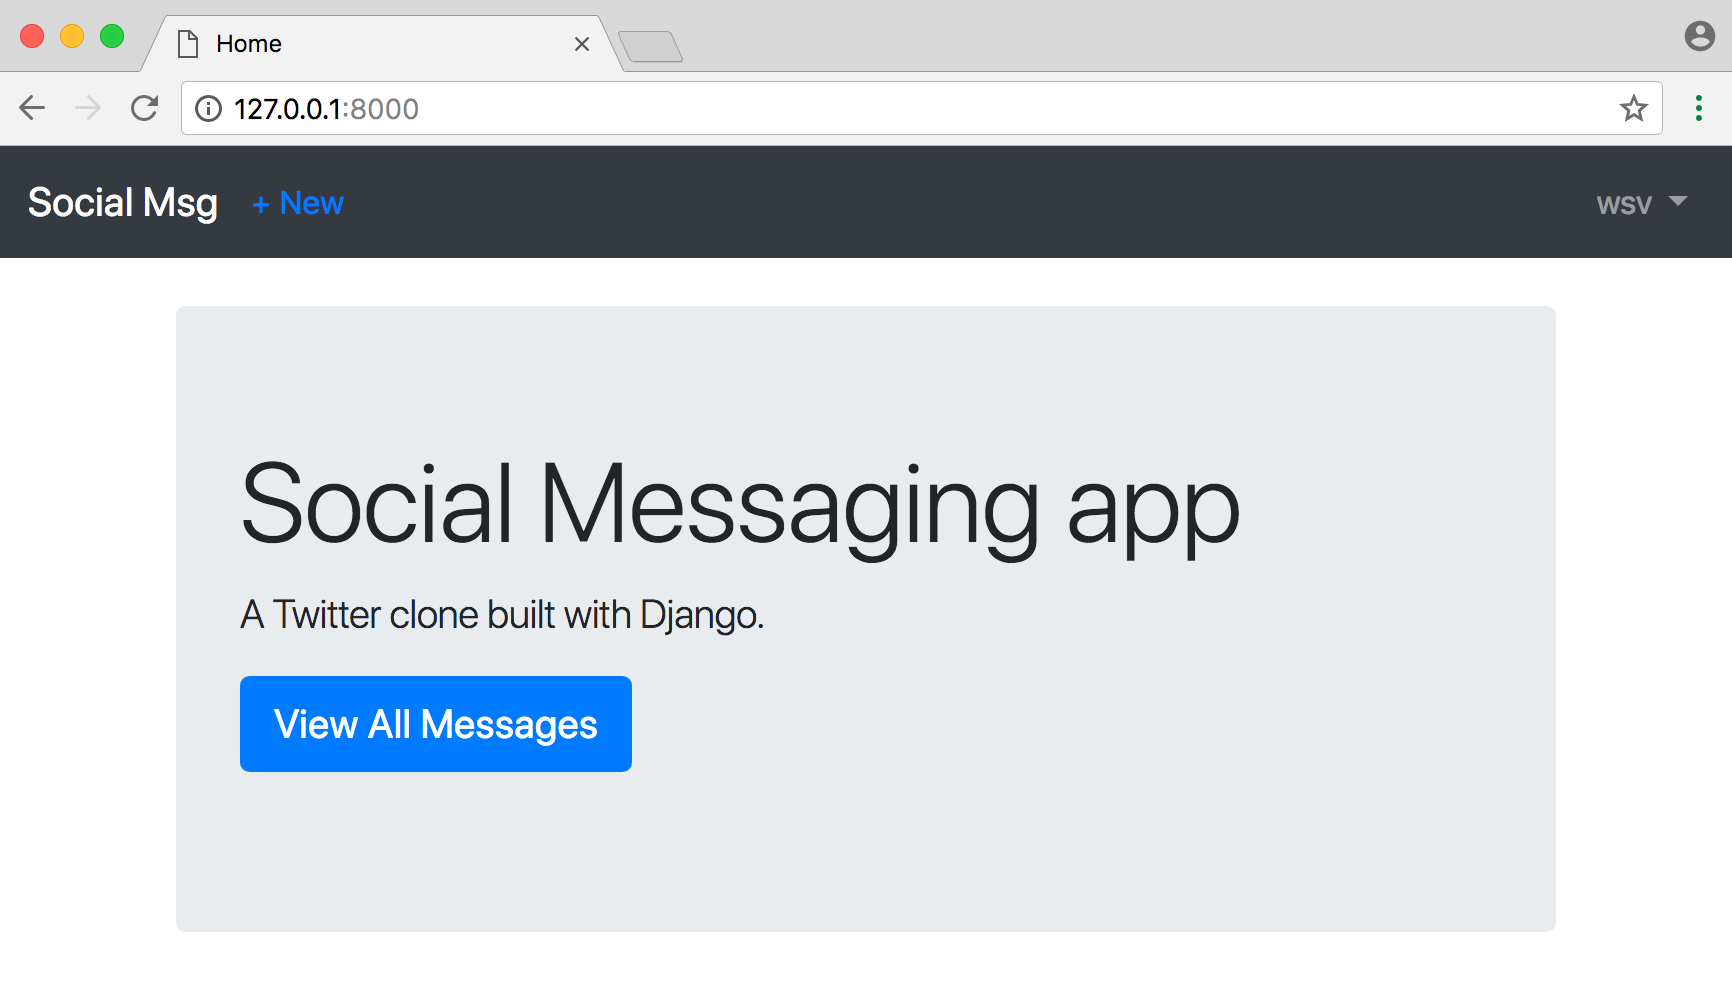 Home
127.0.0.1:8000
Social Msg + New wsv
Social Messaging app
A Twitter clone built with Django.
View All Messages